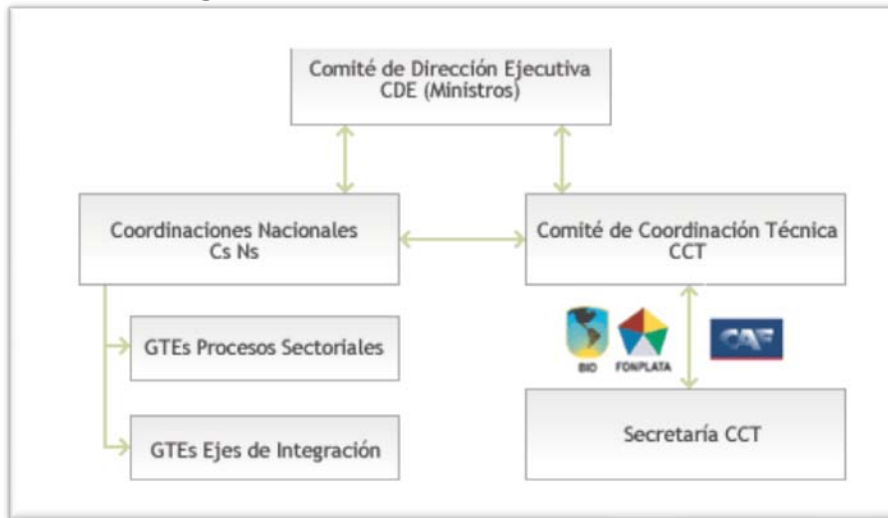 Comité de Dirección Ejecutiva
CDE (Ministros)
Coordinaciones Nacionales
Cs Ns
Comité de Coordinación Técnica
CCT
GTEs Procesos Sectoriales
BID
FONPLATA
CAF
GTEs Ejes de Integración
Secretaría CCT